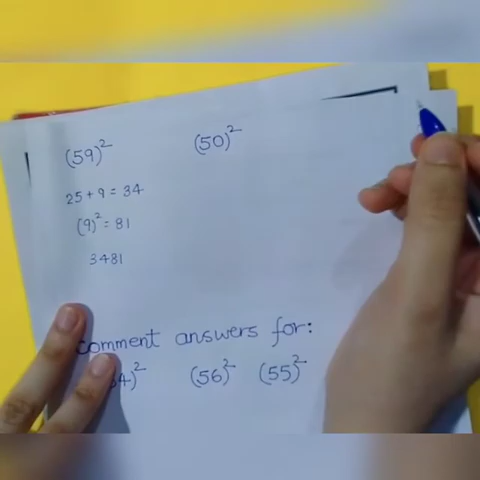 (59)² (50)²
25 + 9 = 34
(9)² = 81
3481
comment answers for:
4)² (56)² (55)²